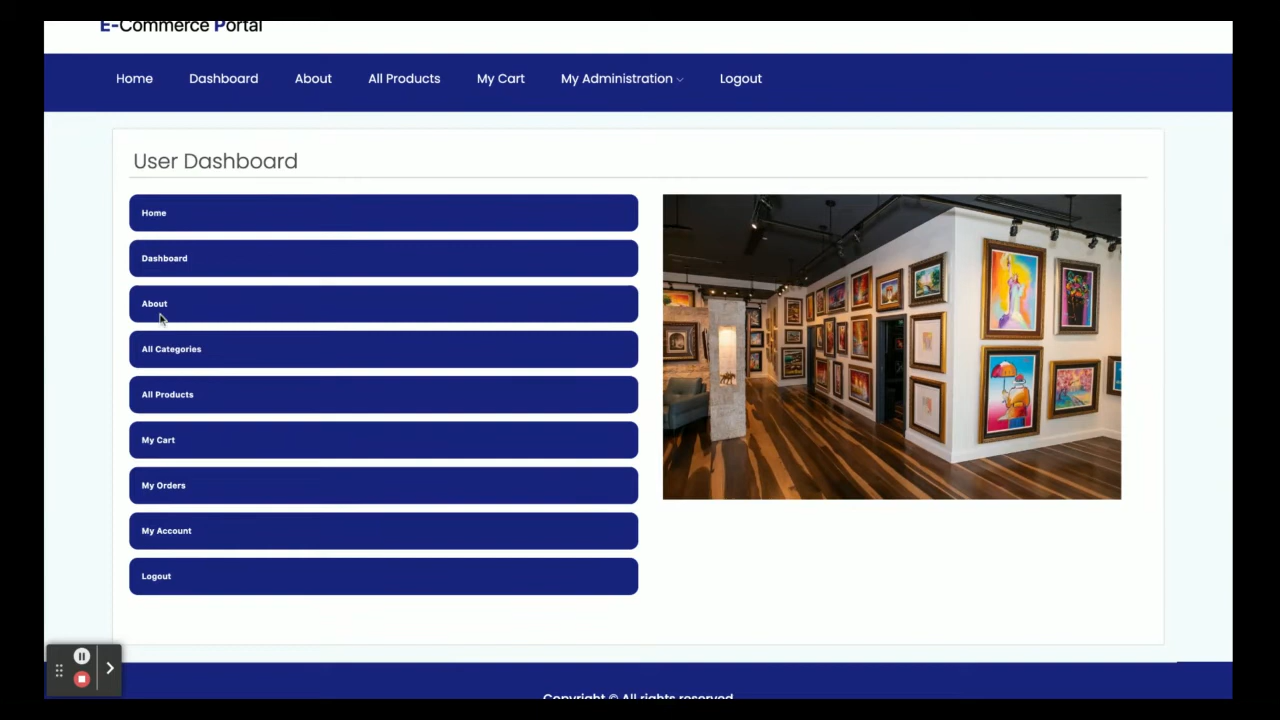 E-Commerce Portal
Home Dashboard About All Products My Cart My Administration Logout
User Dashboard
Home
Dashboard
About
All Categories
All Products
My Cart
My Orders
My Account
Logout
Copyright © All rights reserved